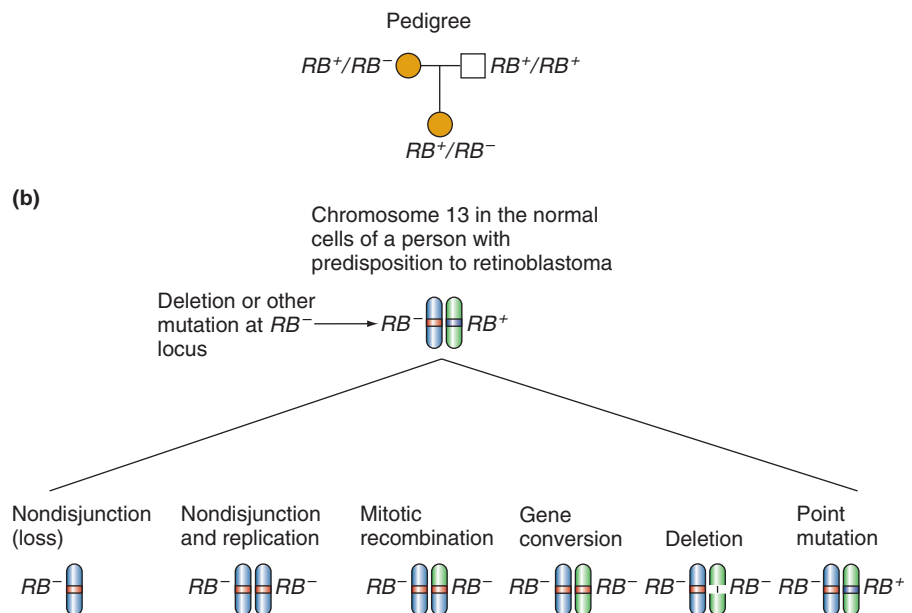 Pedigree
RB+/RB− RB+/RB+
RB+/RB−
(b)
Chromosome 13 in the normal
cells of a person with
predisposition to retinoblastoma
Deletion or other
mutation at RB− RB+
locus
Nondisjunction
(loss)
Nondisjunction
and replication
Mitotic
recombination
Gene
conversion
Deletion
Point
mutation
RB− RB− RB− RB− RB− RB− RB− RB− RB− RB− RB+